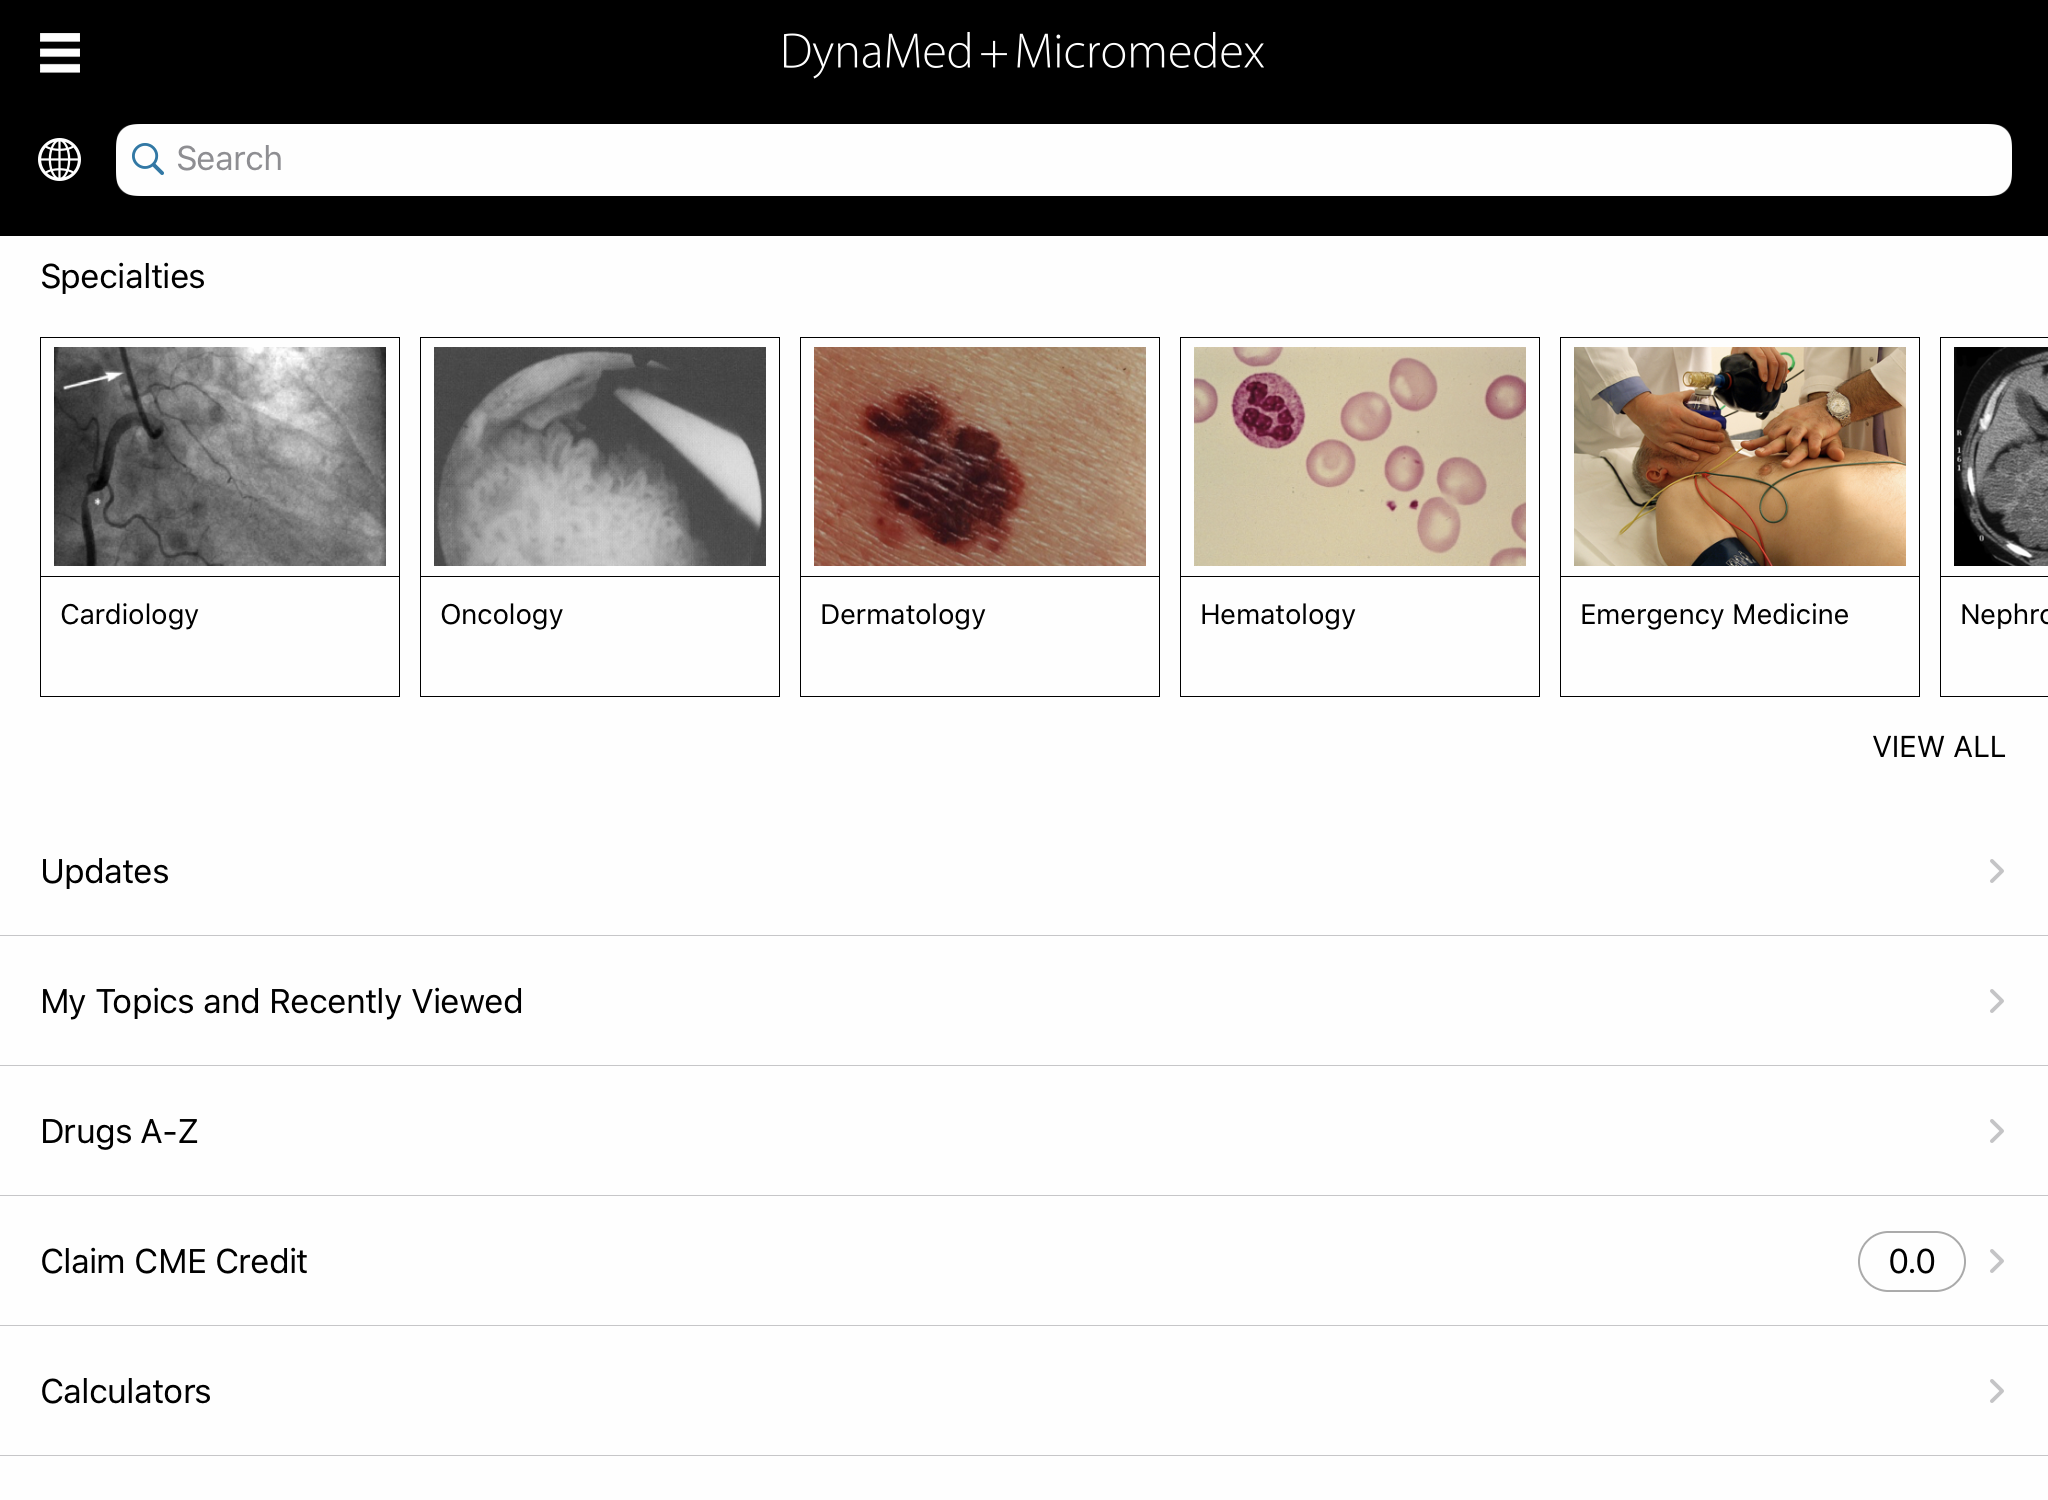 DynaMed + Micromedex
Search
Specialties
Cardiology
Oncology
Dermatology
Hematology
Emergency Medicine
Nephro
VIEW ALL
Updates
My Topics and Recently Viewed
Drugs A-Z
Claim CME Credit
0.0
Calculators